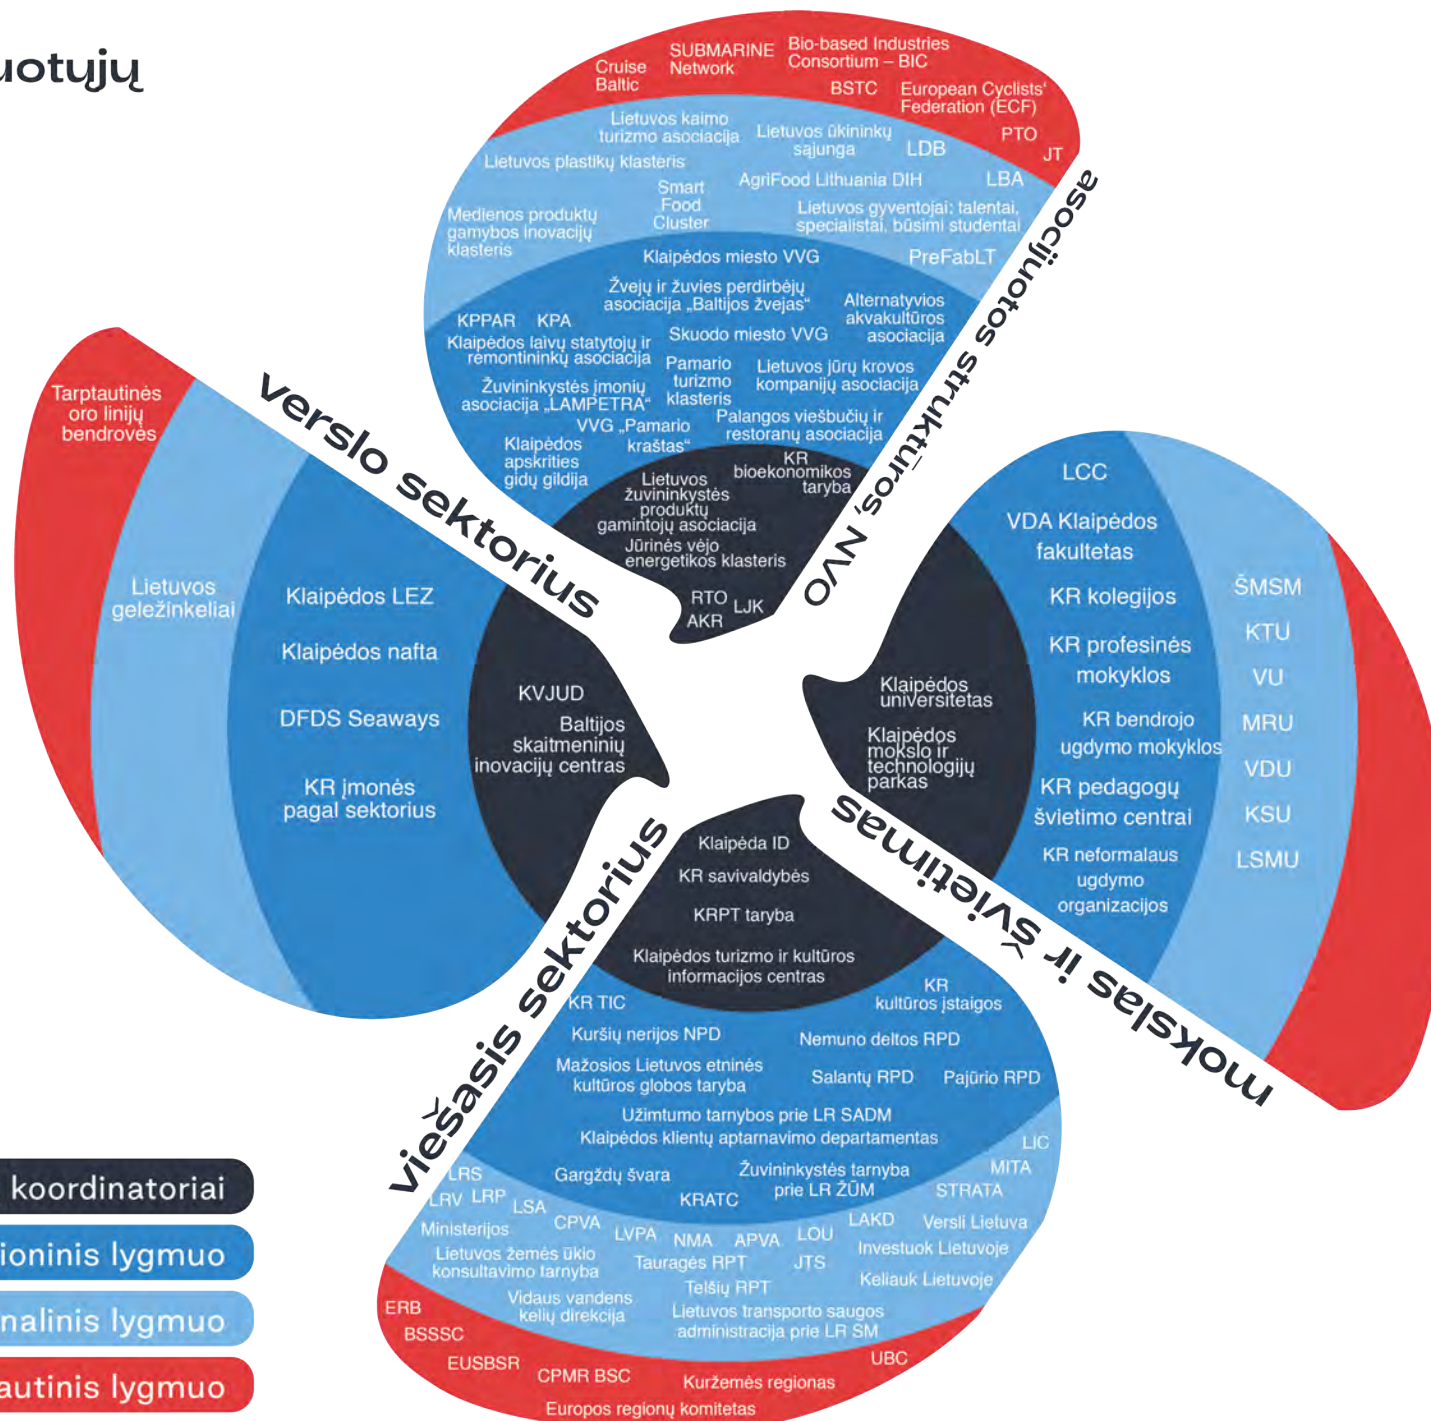 uotųjų
Cruise
Baltic
SUBMARINE
Network
Bio-based Industries
Consortium – BIC
BSTC
European Cyclists'
Federation (ECF)
PTO
JT
Lietuvos kaimo
turizmo asociacija
Lietuvos ūkininkų
sąjunga
LDB
Lietuvos plastikų klasteris
AgriFood Lithuania DIH
LBA
Smart
Food
Cluster
Medienos produktų
gamybos inovacijų
klasteris
Lietuvos gyventojai: talentai,
specialistai, būsimi studentai
PreFabLT
Klaipėdos miesto VVG
Žvejų ir žuvies perdirbėjų
asociacija „Baltijos žvejas“
Alternatyvios
akvakultūros
asociacija
KPPAR
KPA
Skuodo miesto VVG
Klaipėdos laivų statytojų ir
remontininkų asociacija
Pamario
turizmo
klasteris
Lietuvos jūrų krovos
kompanijų asociacija
Žuvininkystės įmonių
asociacija „LAMPETRA“
VVG „Pamario
kraštas“
Palangos viešbučių ir
restoranų asociacija
Klaipėdos
apskrities
gidų gildija
KR
bioekonomikos
taryba
Lietuvos
žuvininkystės
produktų
gamintojų asociacija
Jūrinės vėjo
energetikos klasteris
RTO
LJK
AKR
asocijuotos struktūros, NVO
verslo sektorius
Tarptautinės
oro linijų
bendrovės
Lietuvos
geležinkeliai
Klaipėdos LEZ
Klaipėdos nafta
DFDS Seaways
KR įmonės
pagal sektorius
KVJUD
Baltijos
skaitmeninių
inovacijų centras
Klaipėdos
universitetas
Klaipėdos
mokslo ir
technologijų
parkas
LCC
VDA Klaipėdos
fakultetas
KR kolegijos
KR profesinės
mokyklos
KR bendrojo
ugdymo mokyklos
KR pedagogų
švietimo centrai
KR neformalaus
ugdymo
organizacijos
ŠMSM
KTU
VU
MRU
VDU
KSU
LSMU
mokslas ir švietimas
viešasis sektorius
Klaipėda ID
KR savivaldybės
KRPT taryba
Klaipėdos turizmo ir kultūros
informacijos centras
KR TIC
KR
kultūros įstaigos
Kuršių nerijos NPD
Nemuno deltos RPD
Mažosios Lietuvos etninės
kultūros globos taryba
Salantų RPD
Pajūrio RPD
Užimtumo tarnybos prie LR SADM
Klaipėdos klientų aptarnavimo departamentas
Gargždų švara
Žuvininkystės tarnyba
prie LR ŽŪM
KRATC
LIC
MITA
STRATA
LRS
LRV
LRP
LSA
Ministerijos
CPVA
LVPA
NMA
APVA
LOU
LAKD
Versli Lietuva
Lietuvos žemės ūkio
konsultavimo tarnyba
Tauragės RPT
JTS
Investuok Lietuvoje
Telšių RPT
Keliauk Lietuvoje
Vidaus vandens
kelių direkcija
Lietuvos transporto saugos
administracija prie LR SM
ERB
BSSSC
EUSBSR
CPMR BSC
Kuržemės regionas
UBC
Europos regionų komitetas
koordinatoriai
ioninis lygmuo
nalinis lygmuo
autinis lygmuo